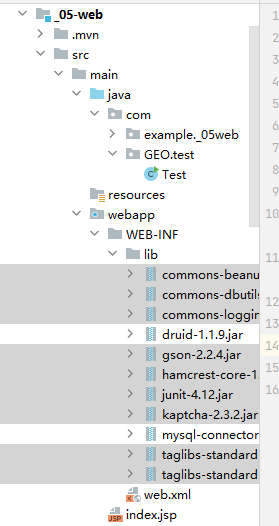 _05-web
1
.mvn
2
src
3
main
4
java
5
com
6
example._05web
7
GEO.test
8
Test
9
resources
webapp
10
WEB-INF
lib
11
commons-beanu
commons-dbutils
12
commons-loggin
13
druid-1.1.9.jar
14
gson-2.2.4.jar
15
hamcrest-core-1.
16
junit-4.12.jar
kaptcha-2.3.2.jar
mysql-connector
taglibs-standard
taglibs-standard
web.xml
JSP
index.jsp